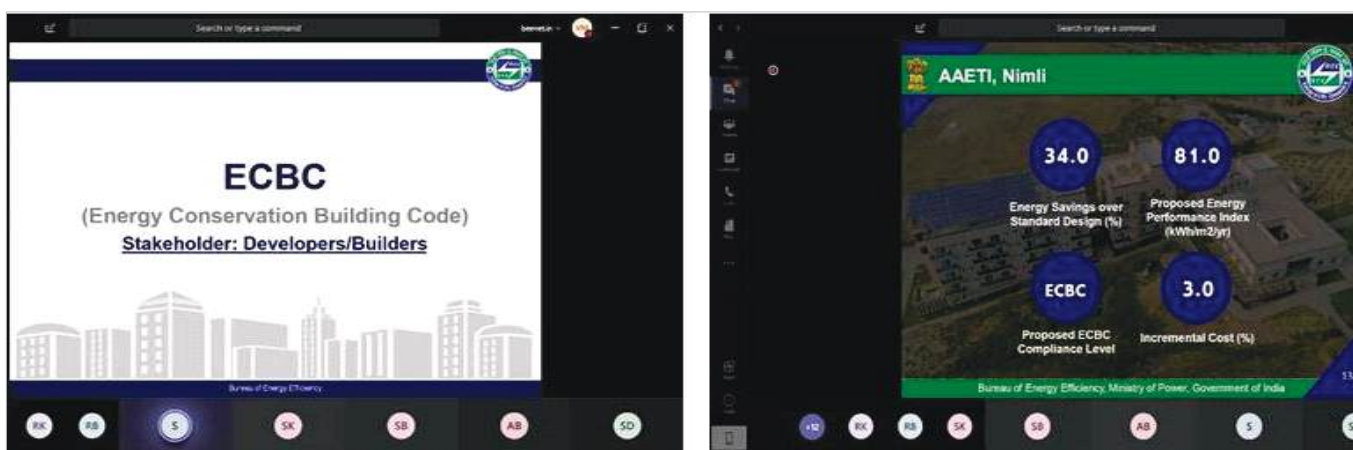 Search or type a command
beenet.in
ECBC
(Energy Conservation Building Code)
Stakeholder: Developers/Builders
Bureau of Energy Efficiency
RK
RB
S
SK
SB
AB
SD
Search or type a command
AAETI, Nimli
34.0
81.0
Energy Savings over
Standard Design (%)
Proposed Energy
Performance Index
(kWh/m2/yr)
ECBC
3.0
Proposed ECBC
Compliance Level
Incremental Cost (%)
Bureau of Energy Efficiency, Ministry of Power, Government of India
+12
RK
RB
SK
SB
AB
S